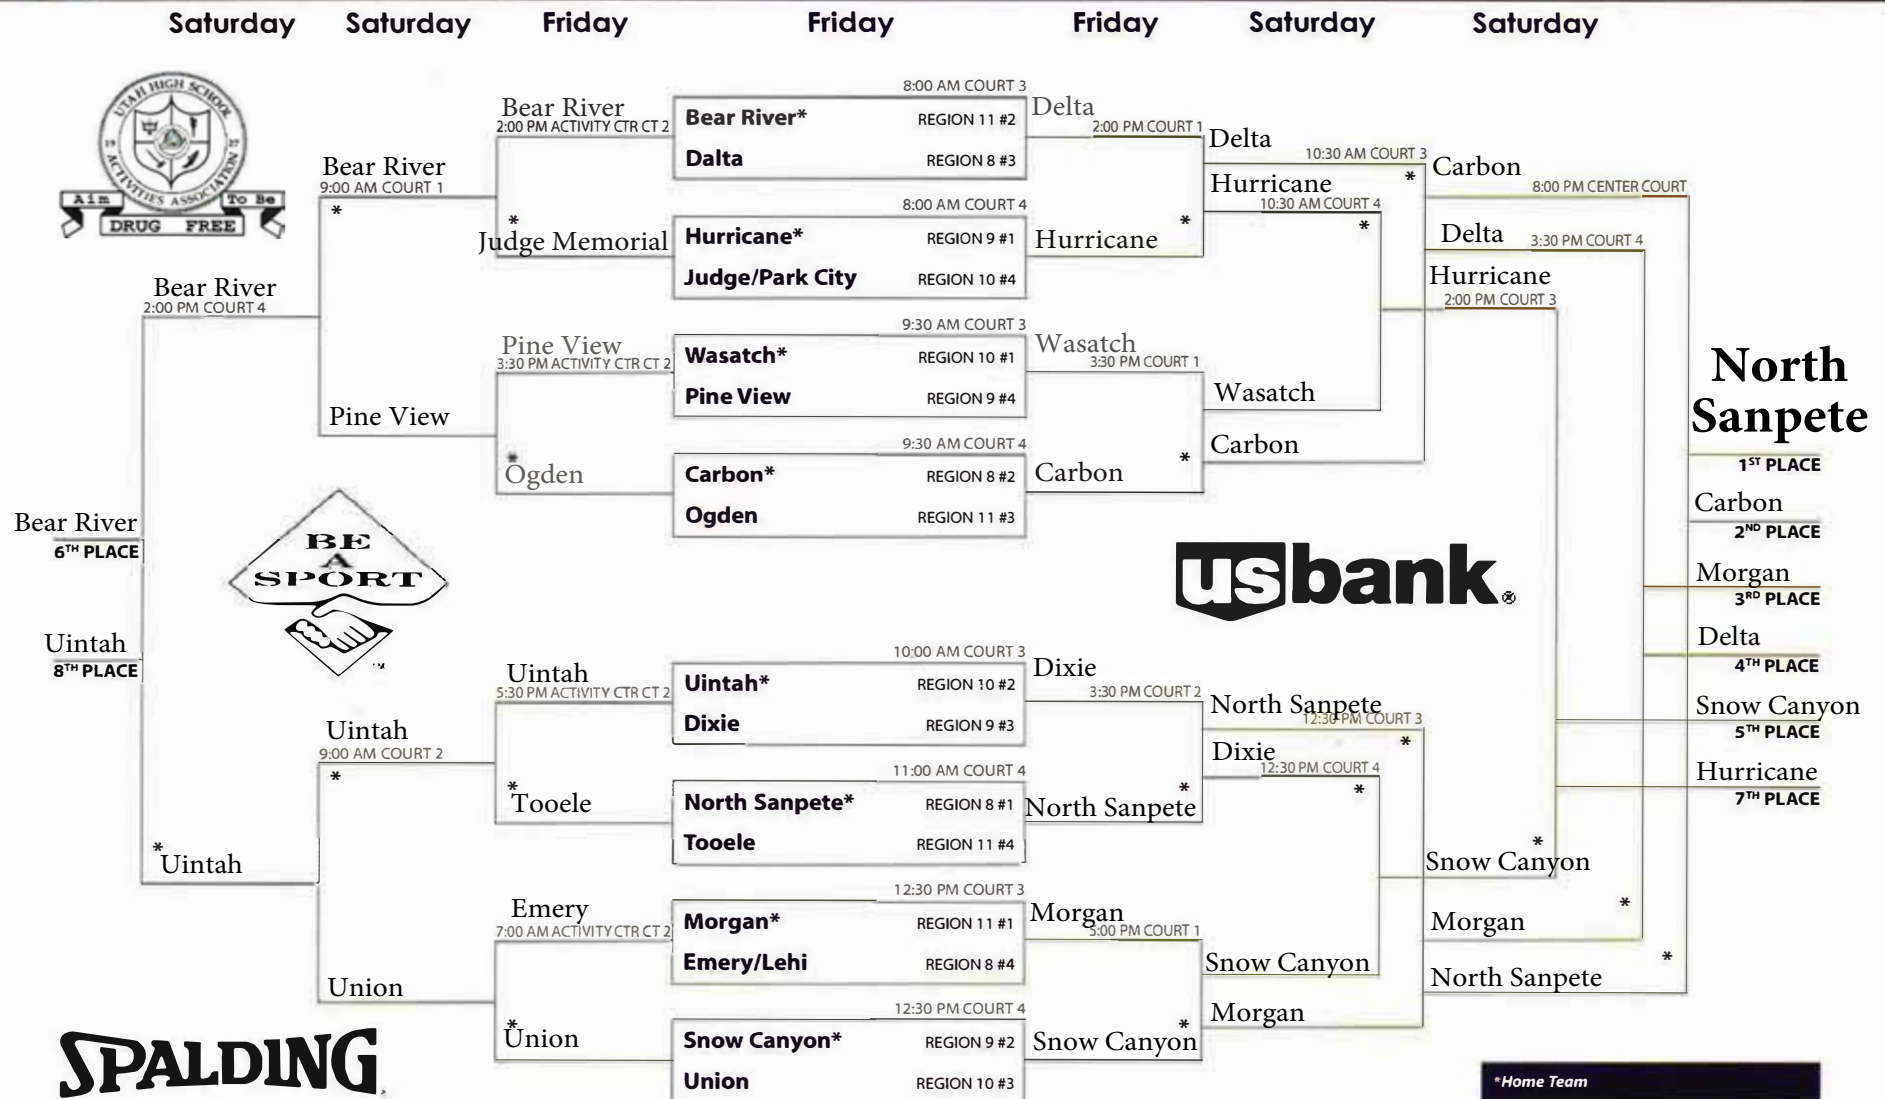 Saturday Saturday Friday Friday Friday Saturday Saturday
UTAH HIGH SCHOOL
ACTIVITIES ASSOCIATION
19 27
Aim To Be
DRUG FREE
Bear River
2:00 PM COURT 4
Bear River
6TH PLACE
Uintah
8TH PLACE
*
Uintah
Bear River
9:00 AM COURT 1
*
Pine View
BE
A
SPORT
TM
Uintah
9:00 AM COURT 2
*
Union
SPALDING
Bear River
2:00 PM ACTIVITY CTR CT 2
*
Judge Memorial
Pine View
3:30 PM ACTIVITY CTR CT 2
*
Ogden
Uintah
5:30 PM ACTIVITY CTR CT 2
*
Tooele
Emery
7:00 AM ACTIVITY CTR CT 2
*
Union
8:00 AM COURT 3
Bear River* REGION 11 #2
Dalta REGION 8 #3
8:00 AM COURT 4
Hurricane* REGION 9 #1
Judge/Park City REGION 10 #4
9:30 AM COURT 3
Wasatch* REGION 10 #1
Pine View REGION 9 #4
9:30 AM COURT 4
Carbon* REGION 8 #2
Ogden REGION 11 #3
10:00 AM COURT 3
Uintah* REGION 10 #2
Dixie REGION 9 #3
11:00 AM COURT 4
North Sanpete* REGION 8 #1
Tooele REGION 11 #4
12:30 PM COURT 3
Morgan* REGION 11 #1
Emery/Lehi REGION 8 #4
12:30 PM COURT 4
Snow Canyon* REGION 9 #2
Union REGION 10 #3
Delta
2:00 PM COURT 1
*
Hurricane
Wasatch
3:30 PM COURT 1
*
Carbon
Dixie
3:30 PM COURT 2
*
North Sanpete
Morgan
5:00 PM COURT 1
*
Snow Canyon
Delta
10:30 AM COURT 3
*
Hurricane
10:30 AM COURT 4
*
Wasatch
Carbon
usbank®
North Sanpete
12:30 PM COURT 3
*
Dixie
12:30 PM COURT 4
*
Snow Canyon
Morgan
Carbon
8:00 PM CENTER COURT
Delta
3:30 PM COURT 4
Hurricane
2:00 PM COURT 3
*
Snow Canyon
*
Morgan
*
North Sanpete
North
Sanpete
1ST PLACE
Carbon
2ND PLACE
Morgan
3RD PLACE
Delta
4TH PLACE
Snow Canyon
5TH PLACE
Hurricane
7TH PLACE
*Home Team